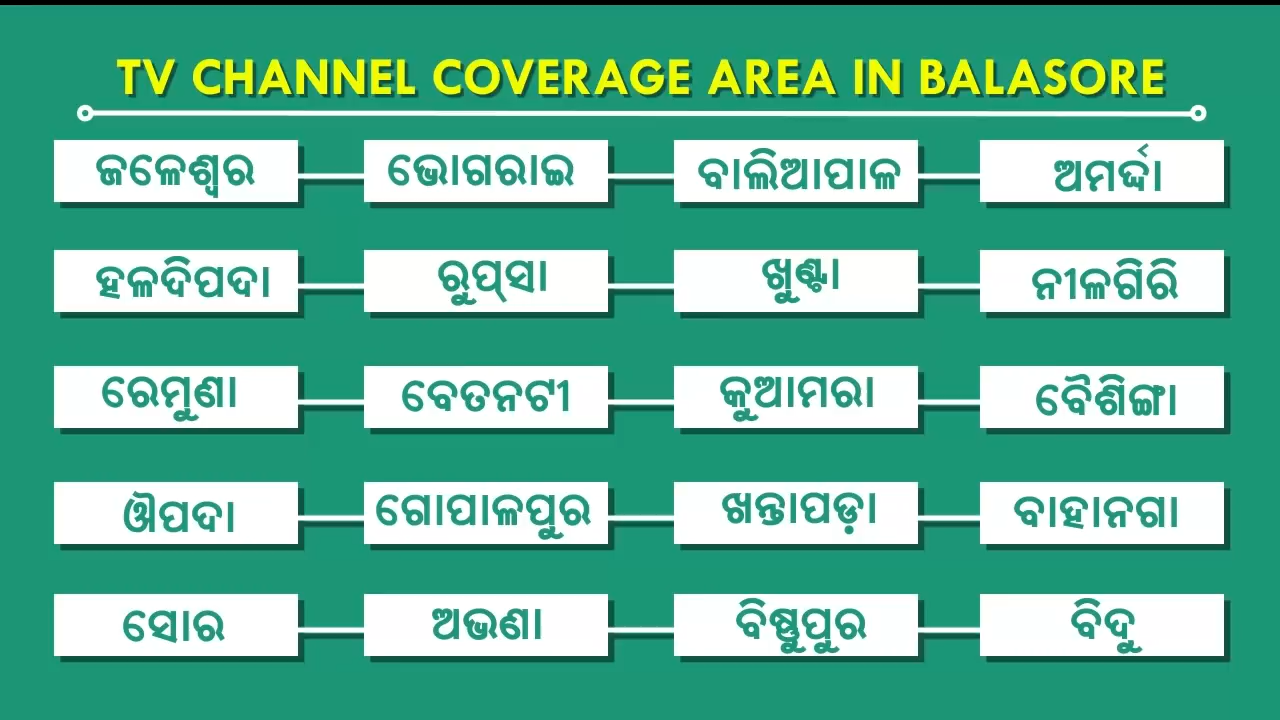 TV CHANNEL COVERAGE AREA IN BALASORE
ଜଳେଶ୍ୱର ଭୋଗରାଇ ବାଲିଆପାଳ ଅମର୍ଦ୍ଦା
ହଳଦିପଦା ରୁପ୍‌ସା ଖୁଣ୍ଟା ନୀଳଗିରି
ରେମୁଣା ବେତନଟୀ କୁଆମରା ବୈଶିଙ୍ଗା
ଔପଦା ଗୋପାଳପୁର ଖନ୍ତାପଡ଼ା ବାହାନଗା
ସୋର ଅଭଣା ବିଷ୍ଣୁପୁର ବିଦୁ